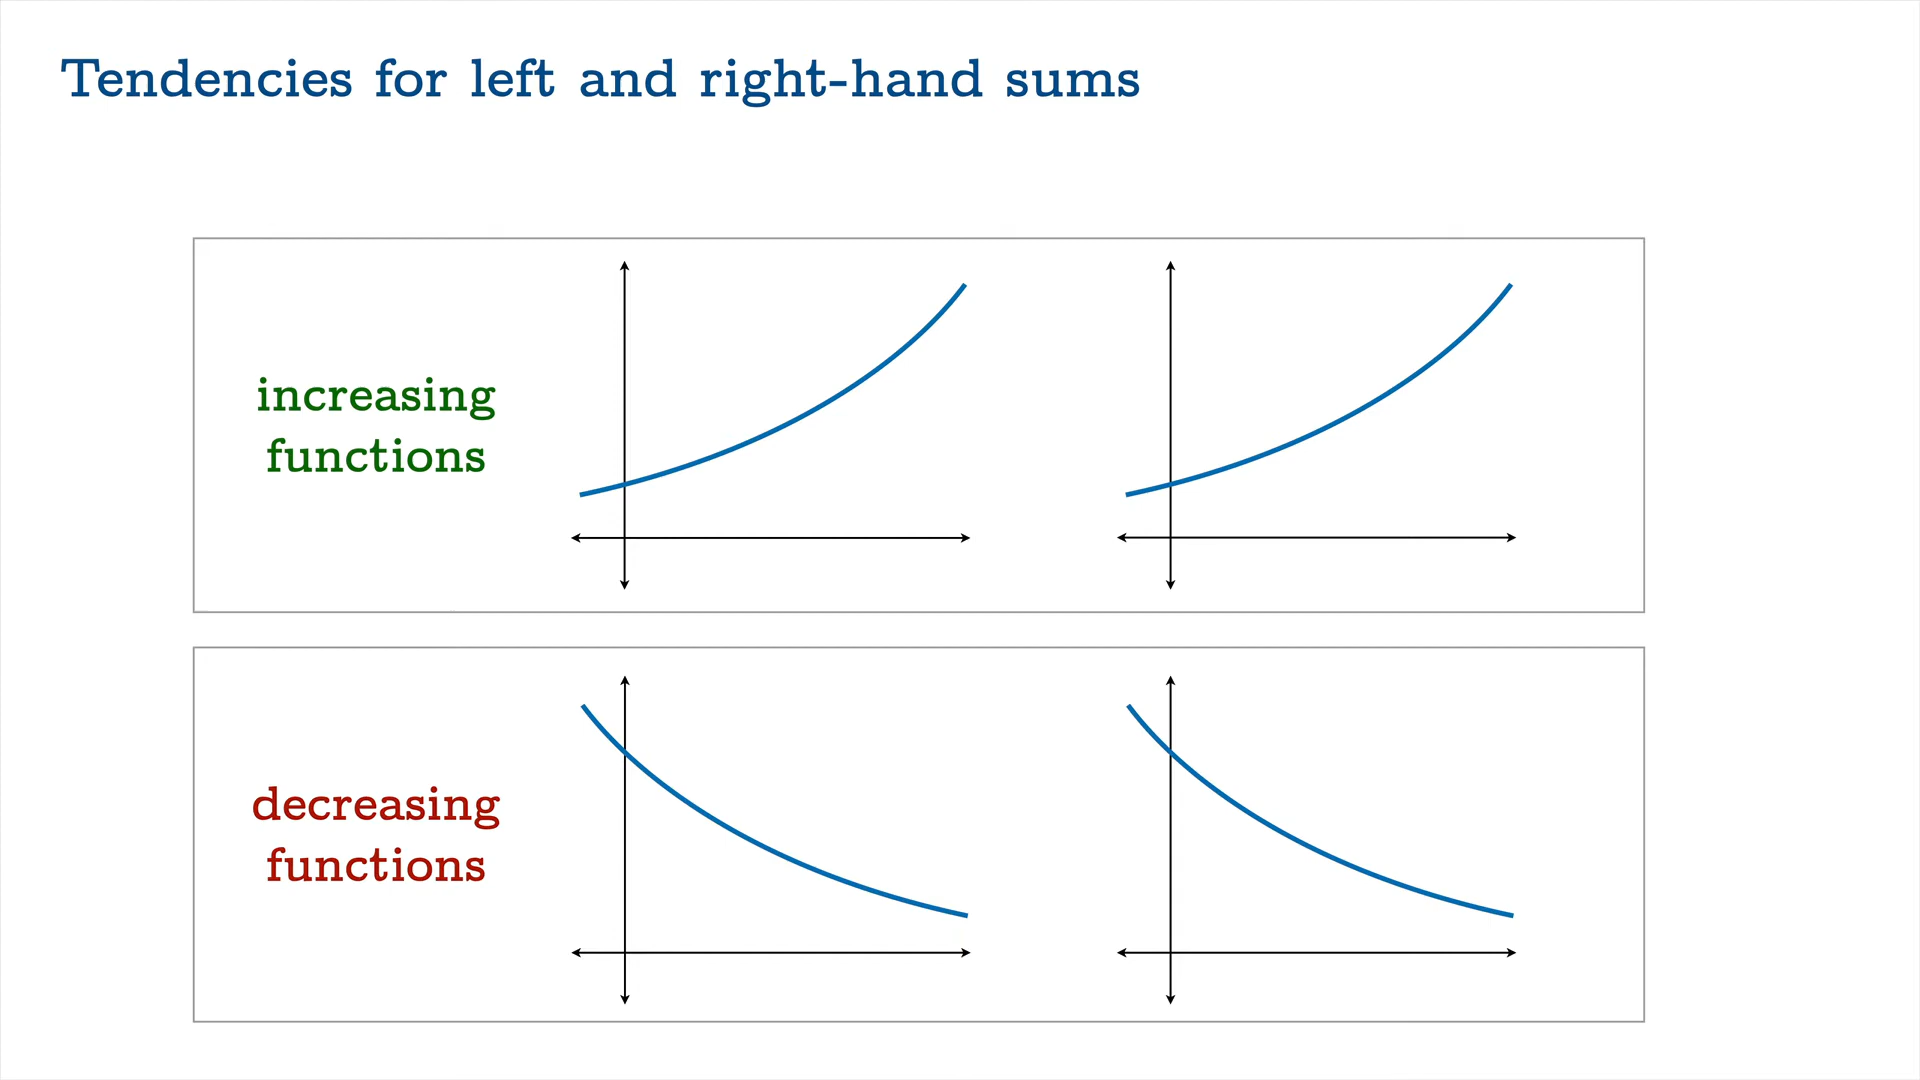 Tendencies for left and right-hand sums
increasing
functions
decreasing
functions